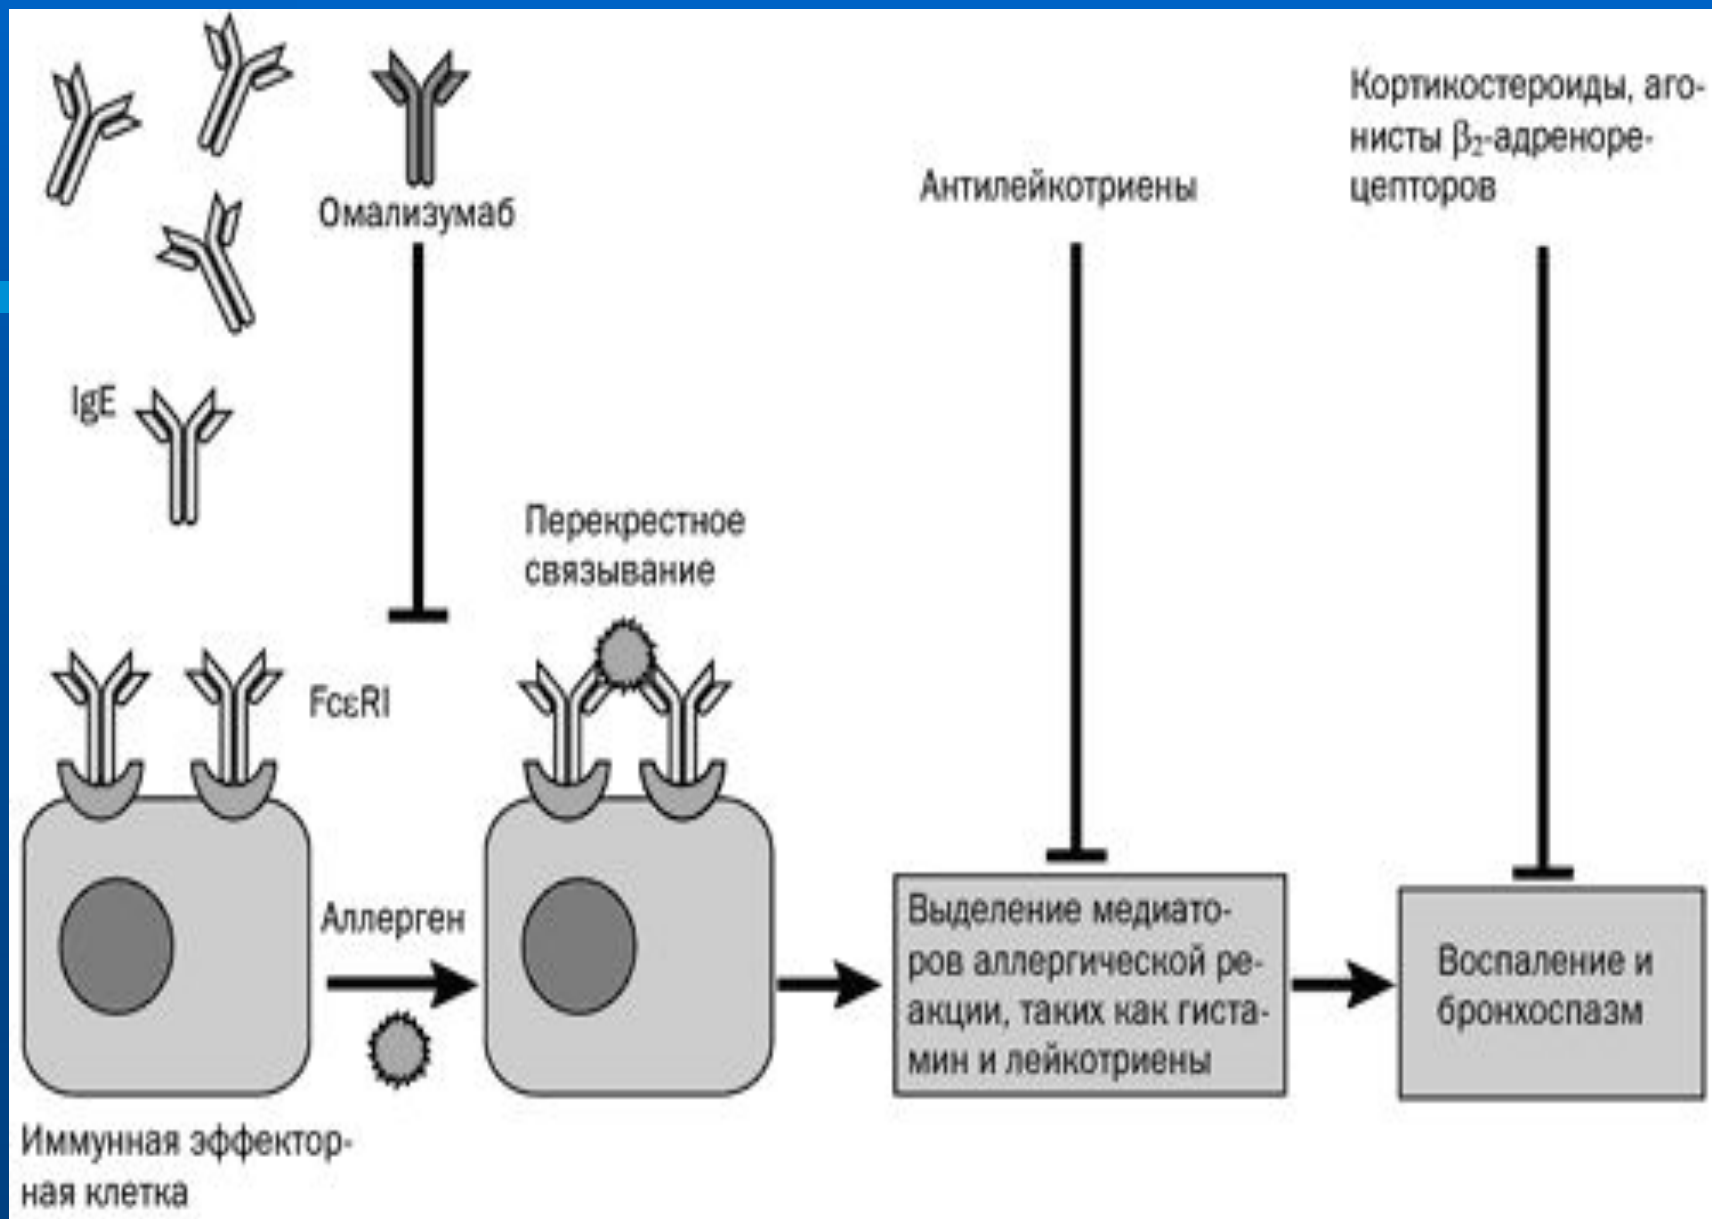 Омализумаб
Антилейкотриены
Кортикостероиды, аго-
нисты β₂-адреноре-
цепторов
IgE
Перекрестное
связывание
FcεRI
Аллерген
Выделение медиато-
ров аллергической ре-
акции, таких как гиста-
мин и лейкотриены
Воспаление и
бронхоспазм
Иммунная эффектор-
ная клетка